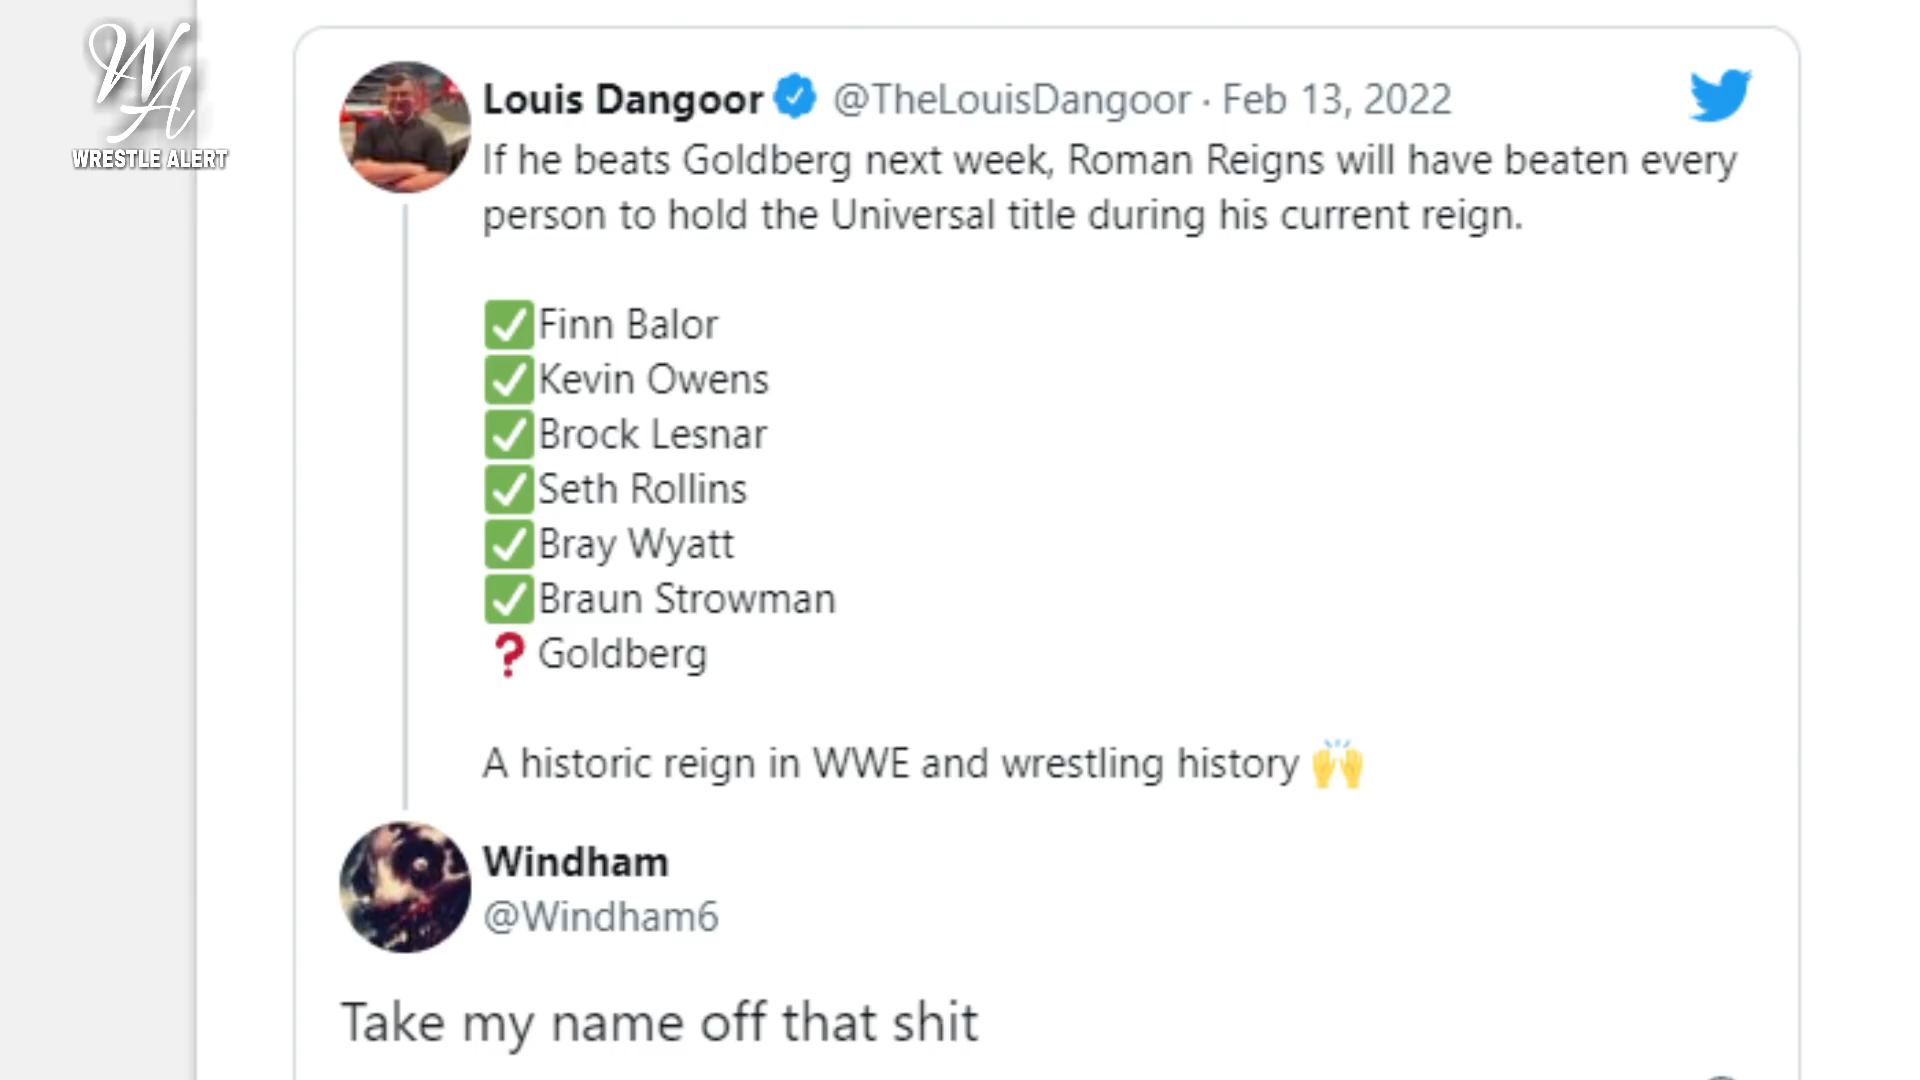 WA
WRESTLE ALERT
Louis Dangoor @TheLouisDangoor · Feb 13, 2022
If he beats Goldberg next week, Roman Reigns will have beaten every
person to hold the Universal title during his current reign.
✅Finn Balor
✅Kevin Owens
✅Brock Lesnar
✅Seth Rollins
✅Bray Wyatt
✅Braun Strowman
❓Goldberg
A historic reign in WWE and wrestling history 🙌
Windham
@Windham6
Take my name off that shit